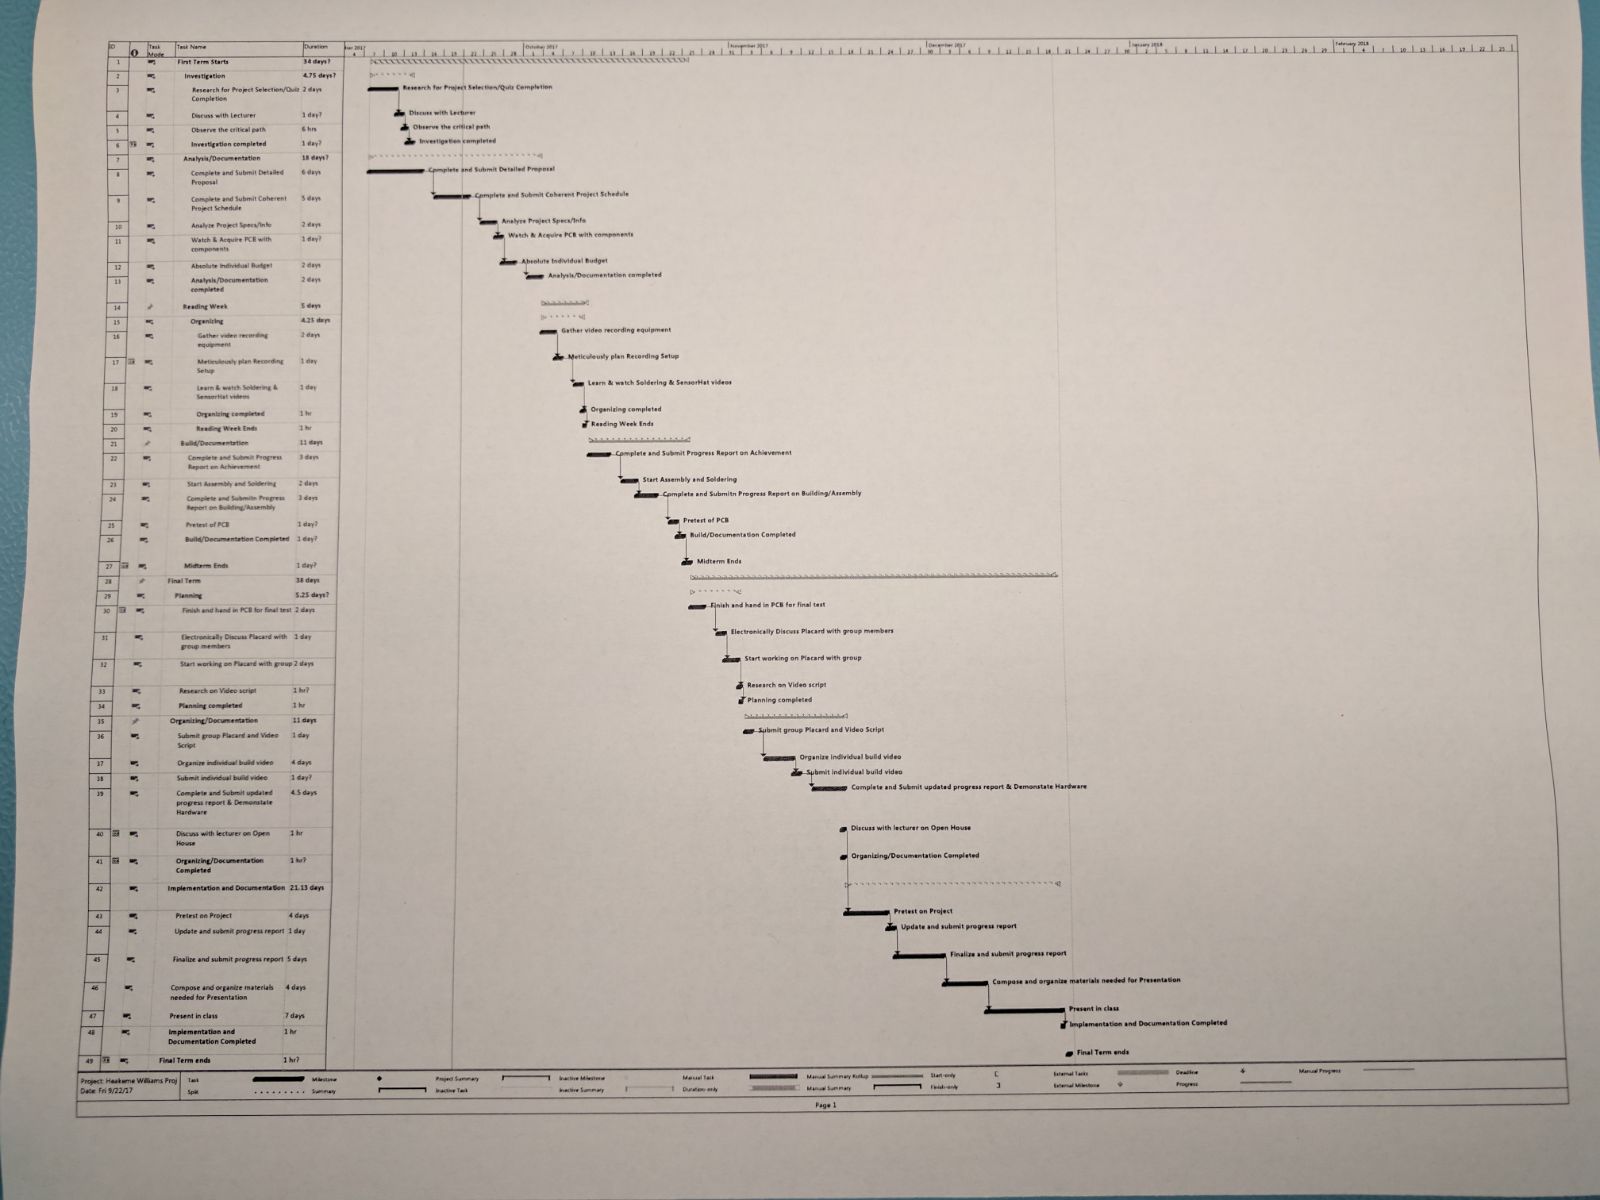 ID Task Mode Task Name Duration October 2017 November 2017 December 2017 January 2018 February 2018
1 First Term Starts 34 days?
2 Investigation 4.75 days?
3 Research for Project Selection/Quiz Completion 2 days Research for Project Selection/Quiz Completion
4 Discuss with Lecturer 1 day? Discuss with Lecturer
5 Observe the critical path 6 hrs Observe the critical path
6 Investigation completed 1 day? Investigation completed
7 Analysis/Documentation 18 days?
8 Complete and Submit Detailed Proposal 6 days Complete and Submit Detailed Proposal
9 Complete and Submit Coherent Project Schedule 5 days Complete and Submit Coherent Project Schedule
10 Analyze Project Specs/Info 2 days Analyze Project Specs/Info
11 Watch & Acquire PCB with components 1 day? Watch & Acquire PCB with components
12 Absolute Individual Budget 2 days Absolute Individual Budget
13 Analysis/Documentation completed 2 days Analysis/Documentation completed
14 Reading Week 5 days
15 Organizing 4.25 days
16 Gather video recording equipment 2 days Gather video recording equipment
17 Meticulously plan Recording Setup 1 day Meticulously plan Recording Setup
18 Learn & watch Soldering & SensorHat videos 1 day Learn & watch Soldering & SensorHat videos
19 Organizing completed 1 hr Organizing completed
20 Reading Week Ends 1 hr Reading Week Ends
21 Build/Documentation 11 days
22 Complete and Submit Progress Report on Achievement 3 days Complete and Submit Progress Report on Achievement
23 Start Assembly and Soldering 2 days Start Assembly and Soldering
24 Complete and Submitn Progress Report on Building/Assembly 3 days Complete and Submitn Progress Report on Building/Assembly
25 Pretest of PCB 1 day? Pretest of PCB
26 Build/Documentation Completed 1 day? Build/Documentation Completed
27 Midterm Ends 1 day? Midterm Ends
28 Final Term 38 days
29 Planning 5.25 days?
30 Finish and hand in PCB for final test 2 days Finish and hand in PCB for final test
31 Electronically Discuss Placard with group members 1 day Electronically Discuss Placard with group members
32 Start working on Placard with group 2 days Start working on Placard with group
33 Research on Video script 1 hr? Research on Video script
34 Planning completed 1 hr Planning completed
35 Organizing/Documentation 11 days
36 Submit group Placard and Video Script 1 day Submit group Placard and Video Script
37 Organize individual build video 4 days Organize individual build video
38 Submit individual build video 1 day? Submit individual build video
39 Complete and Submit updated progress report & Demonstate Hardware 4.5 days Complete and Submit updated progress report & Demonstate Hardware
40 Discuss with lecturer on Open House 1 hr Discuss with lecturer on Open House
41 Organizing/Documentation Completed 1 hr? Organizing/Documentation Completed
42 Implementation and Documentation 21.13 days
43 Pretest on Project 4 days Pretest on Project
44 Update and submit progress report 1 day Update and submit progress report
45 Finalize and submit progress report 5 days Finalize and submit progress report
46 Compose and organize materials needed for Presentation 4 days Compose and organize materials needed for Presentation
47 Present in class 7 days Present in class
48 Implementation and Documentation Completed 1 hr Implementation and Documentation Completed
49 Final Term ends 1 hr? Final Term ends
Project: Heakeme Williams Proj
Date: Fri 9/22/17
Task Milestone Project Summary Inactive Milestone Manual Task Manual Summary Rollup Start-only External Tasks Deadline Manual Progress
Split Summary Inactive Task Inactive Summary Duration-only Manual Summary Finish-only External Milestone Progress
Page 1